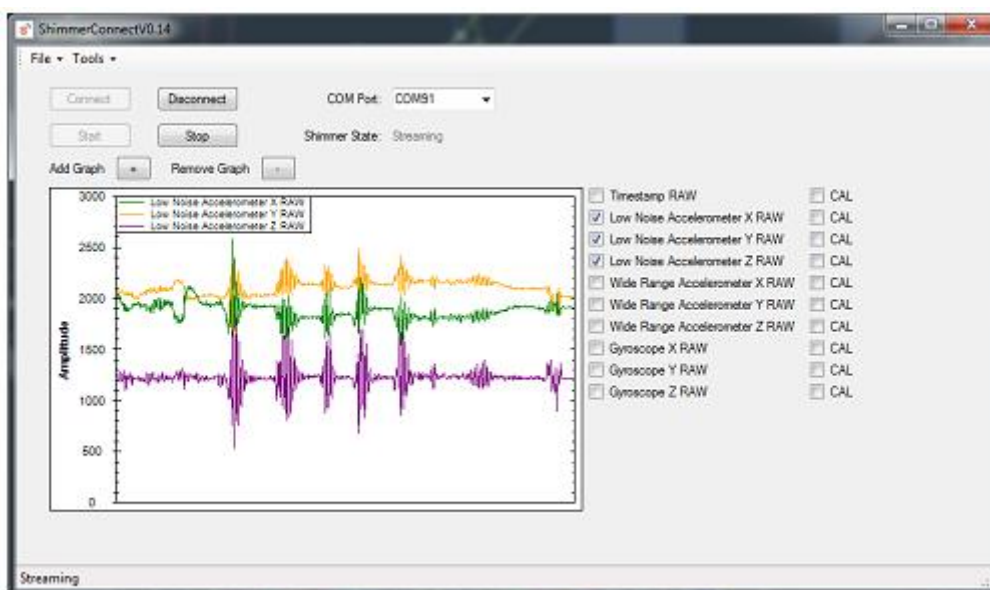 ShimmerConnectV0.14
File Tools
Connect Disconnect COM Port: COM91
Start Stop Shimmer State: Streaming
Add Graph + Remove Graph -
3000
2500
2000
1500
1000
500
0
Amplitude
Low Noise Accelerometer X RAW
Low Noise Accelerometer Y RAW
Low Noise Accelerometer Z RAW
Timestamp RAW CAL
Low Noise Accelerometer X RAW CAL
Low Noise Accelerometer Y RAW CAL
Low Noise Accelerometer Z RAW CAL
Wide Range Accelerometer X RAW CAL
Wide Range Accelerometer Y RAW CAL
Wide Range Accelerometer Z RAW CAL
Gyroscope X RAW CAL
Gyroscope Y RAW CAL
Gyroscope Z RAW CAL
Streaming